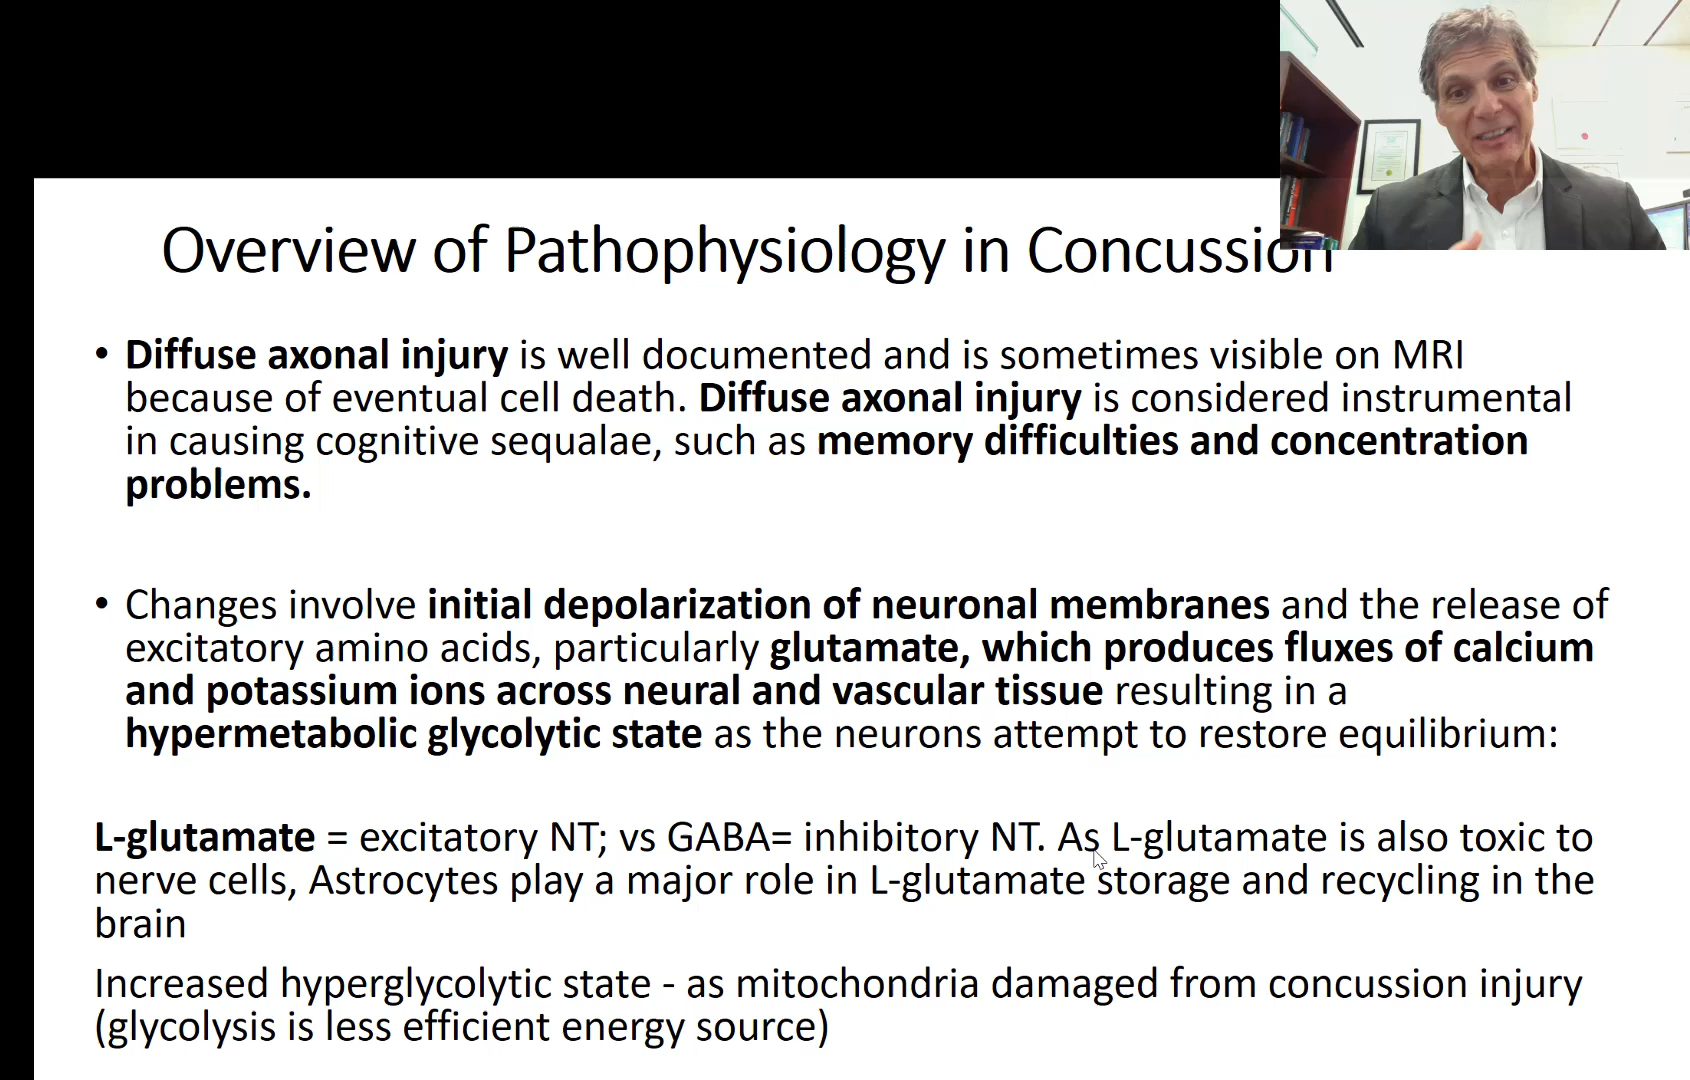 Overview of Pathophysiology in Concussion
• Diffuse axonal injury is well documented and is sometimes visible on MRI
because of eventual cell death. Diffuse axonal injury is considered instrumental
in causing cognitive sequalae, such as memory difficulties and concentration
problems.
• Changes involve initial depolarization of neuronal membranes and the release of
excitatory amino acids, particularly glutamate, which produces fluxes of calcium
and potassium ions across neural and vascular tissue resulting in a
hypermetabolic glycolytic state as the neurons attempt to restore equilibrium:
L-glutamate = excitatory NT; vs GABA= inhibitory NT. As L-glutamate is also toxic to
nerve cells, Astrocytes play a major role in L-glutamate storage and recycling in the
brain
Increased hyperglycolytic state - as mitochondria damaged from concussion injury
(glycolysis is less efficient energy source)